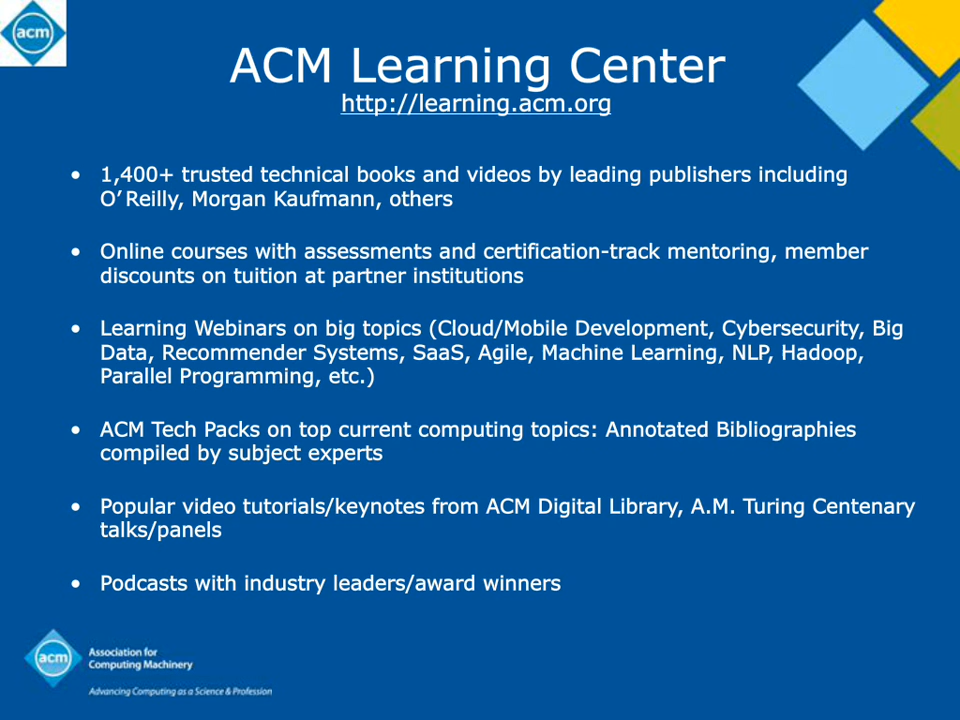 acm
ACM Learning Center
http://learning.acm.org
• 1,400+ trusted technical books and videos by leading publishers including
O’ Reilly, Morgan Kaufmann, others
• Online courses with assessments and certification-track mentoring, member
discounts on tuition at partner institutions
• Learning Webinars on big topics (Cloud/Mobile Development, Cybersecurity, Big
Data, Recommender Systems, SaaS, Agile, Machine Learning, NLP, Hadoop,
Parallel Programming, etc.)
• ACM Tech Packs on top current computing topics: Annotated Bibliographies
compiled by subject experts
• Popular video tutorials/keynotes from ACM Digital Library, A.M. Turing Centenary
talks/panels
• Podcasts with industry leaders/award winners
acm
Association for
Computing Machinery
Advancing Computing as a Science & Profession